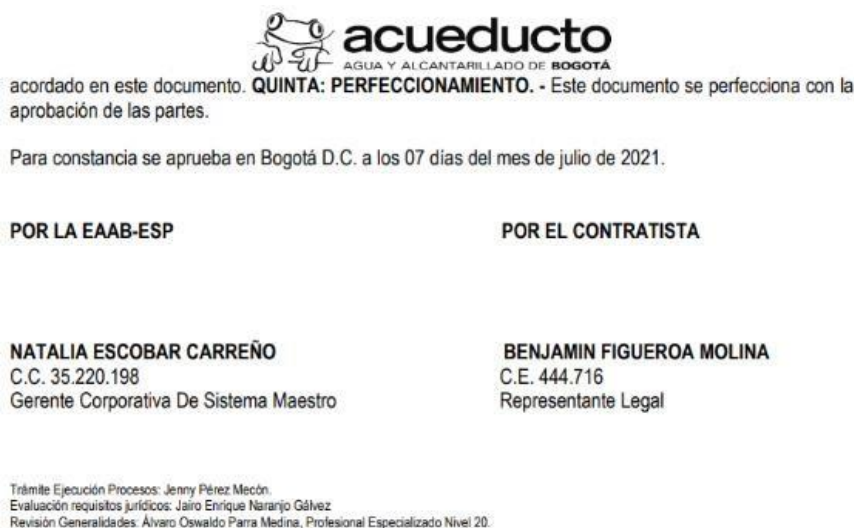 acueducto
AGUA Y ALCANTARILLADO DE BOGOTÁ
acordado en este documento. QUINTA: PERFECCIONAMIENTO. - Este documento se perfecciona con la
aprobación de las partes.
Para constancia se aprueba en Bogotá D.C. a los 07 días del mes de julio de 2021.
POR LA EAAB-ESP
POR EL CONTRATISTA
NATALIA ESCOBAR CARREÑO
BENJAMIN FIGUEROA MOLINA
C.C. 35.220.198
C.E. 444.716
Gerente Corporativa De Sistema Maestro
Representante Legal
Trámite Ejecución Procesos: Jenny Pérez Mecón.
Evaluación requisitos jurídicos: Jairo Enrique Naranjo Gálvez
Revisión Generalidades: Álvaro Oswaldo Parra Medina, Profesional Especializado Nivel 20.